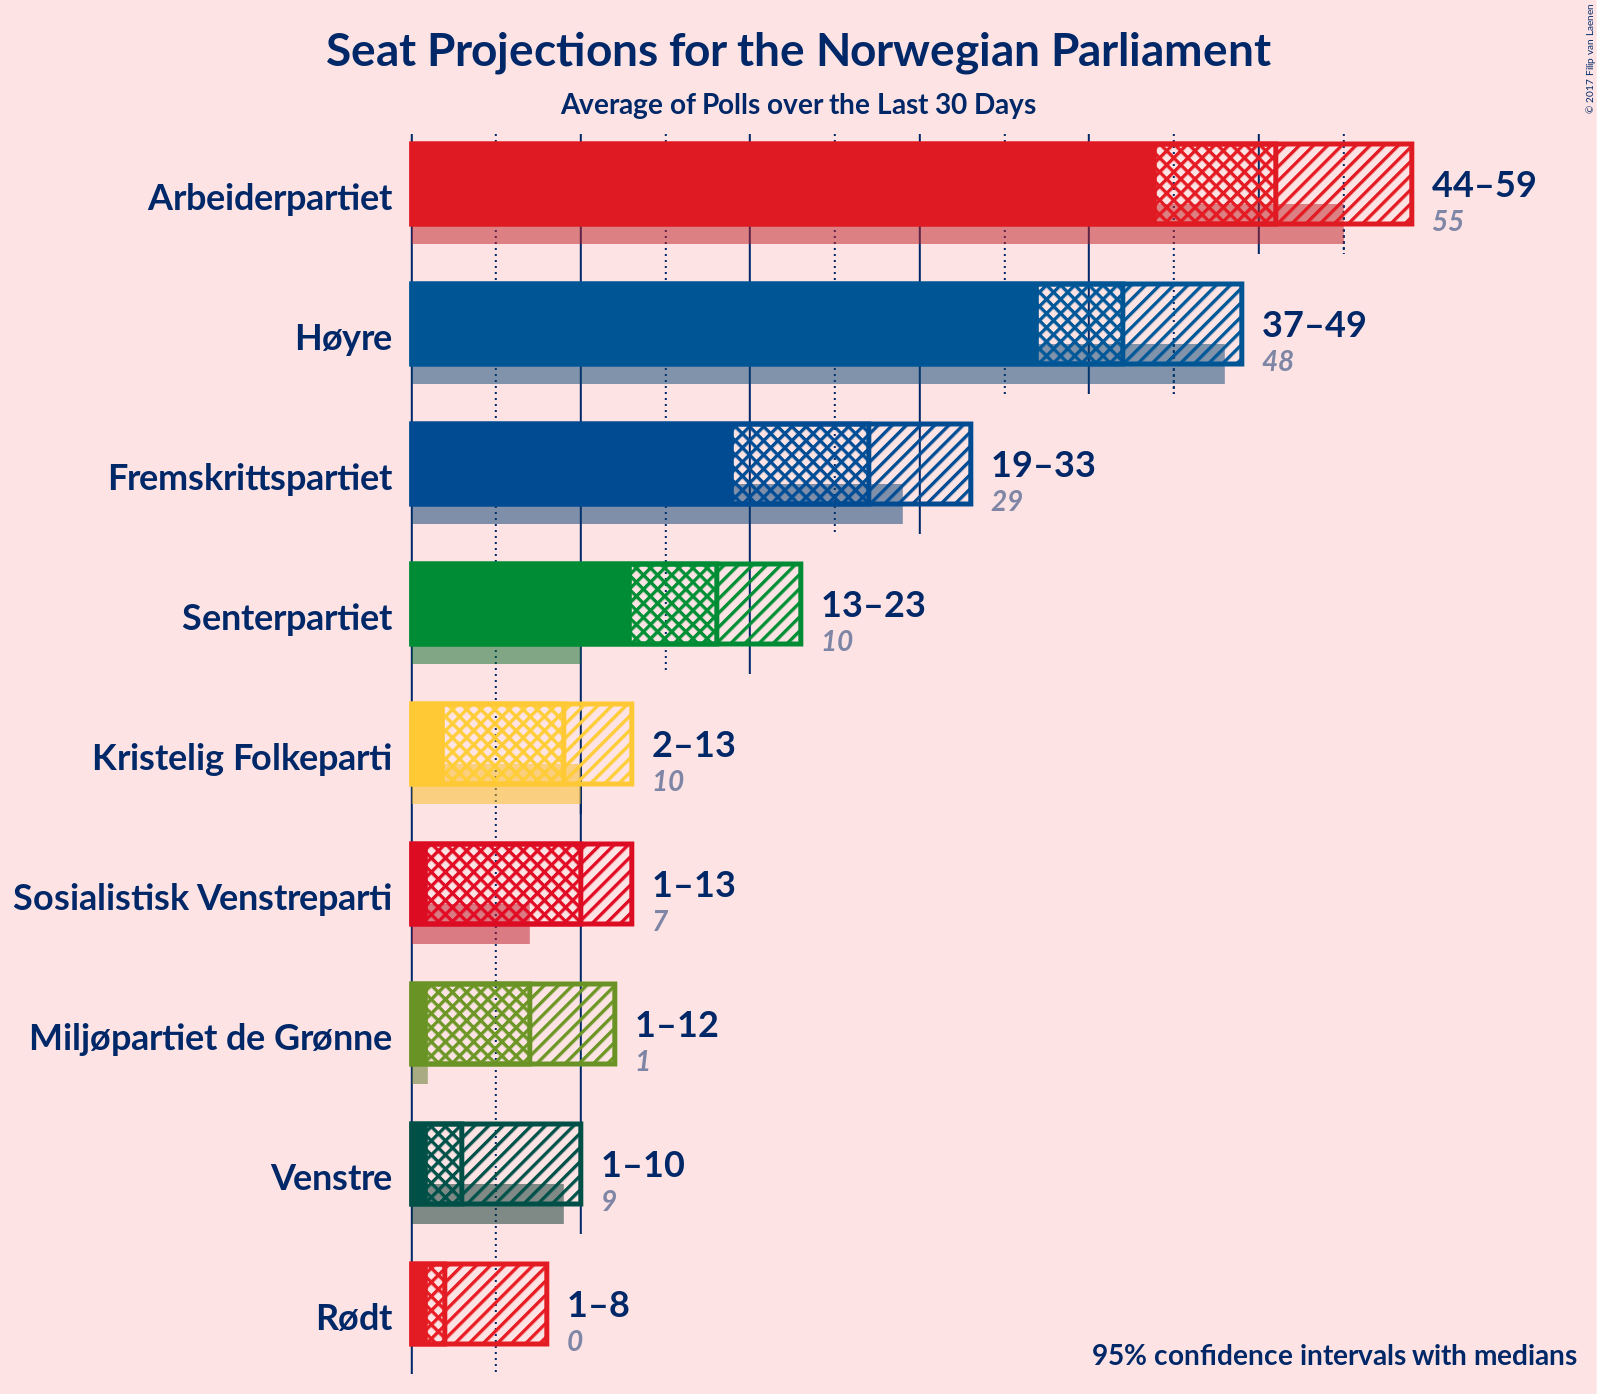 Seat Projections for the Norwegian Parliament
Average of Polls over the Last 30 Days
© 2017 Filip van Laenen
Arbeiderpartiet
44–59
55
Høyre
37–49
48
Fremskrittspartiet
19–33
29
Senterpartiet
13–23
10
Kristelig Folkeparti
2–13
10
Sosialistisk Venstreparti
1–13
7
Miljøpartiet de Grønne
1–12
1
Venstre
1–10
9
Rødt
1–8
0
95% confidence intervals with medians